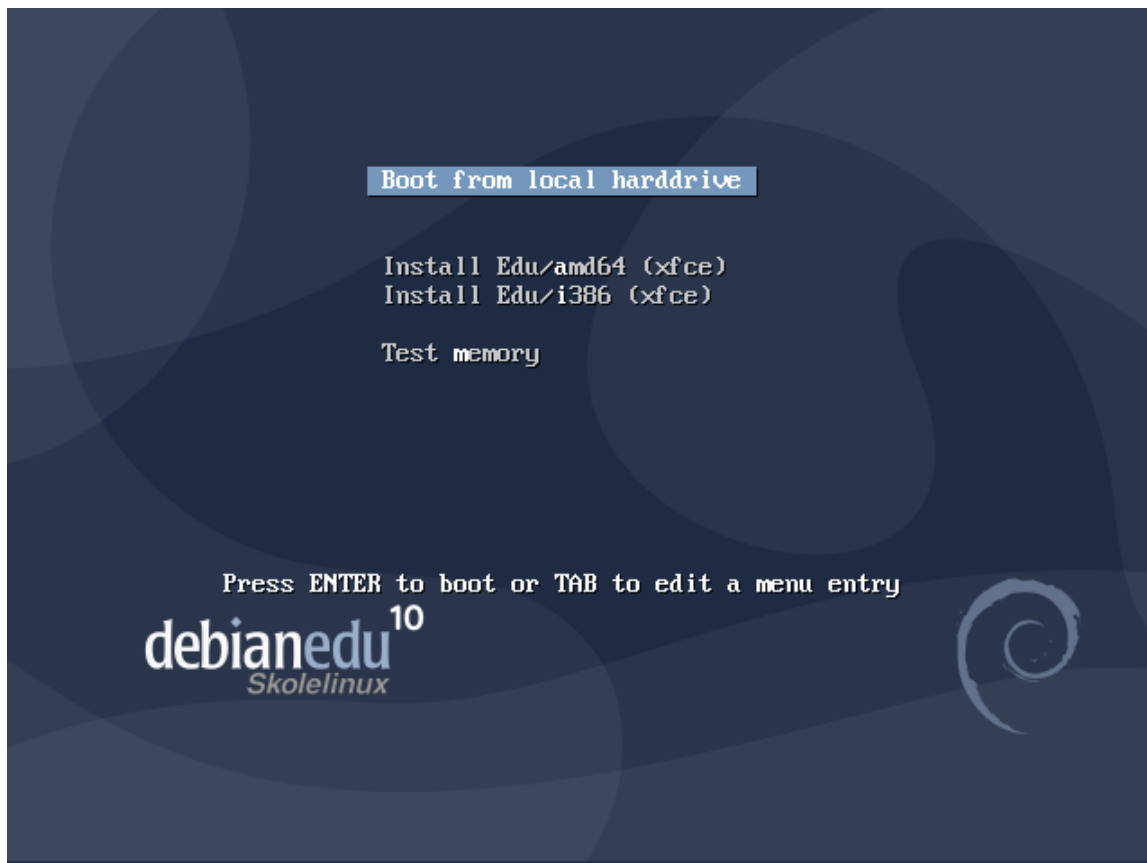 Boot from local harddrive
Install Edu/amd64 (xfce)
Install Edu/i386 (xfce)
Test memory
Press ENTER to boot or TAB to edit a menu entry
debianedu 10
Skolelinux